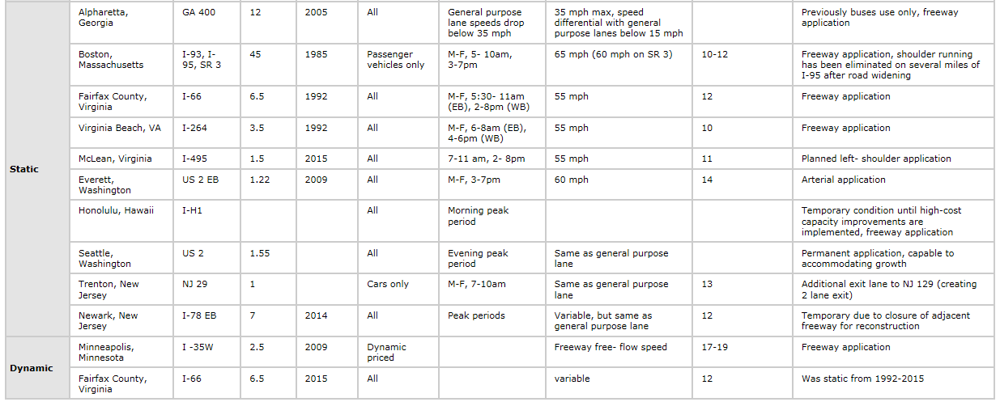 Alpharetta, Georgia GA 400 12 2005 All General purpose lane speeds drop below 35 mph 35 mph max, speed differential with general purpose lanes below 15 mph Previously buses use only, freeway application
Boston, Massachusetts I-93, I-95, SR 3 45 1985 Passenger vehicles only M-F, 5- 10am, 3-7pm 65 mph (60 mph on SR 3) 10-12 Freeway application, shoulder running has been eliminated on several miles of I-95 after road widening
Fairfax County, Virginia I-66 6.5 1992 All M-F, 5:30- 11am (EB), 2-8pm (WB) 55 mph 12 Freeway application
Virginia Beach, VA I-264 3.5 1992 All M-F, 6-8am (EB), 4-6pm (WB) 55 mph 10 Freeway application
Static
McLean, Virginia I-495 1.5 2015 All 7-11 am, 2- 8pm 55 mph 11 Planned left- shoulder application
Everett, Washington US 2 EB 1.22 2009 All M-F, 3-7pm 60 mph 14 Arterial application
Honolulu, Hawaii I-H1 All Morning peak period Temporary condition until high-cost capacity improvements are implemented, freeway application
Seattle, Washington US 2 1.55 All Evening peak period Same as general purpose lane Permanent application, capable to accommodating growth
Trenton, New Jersey NJ 29 1 Cars only M-F, 7-10am Same as general purpose lane 13 Additional exit lane to NJ 129 (creating 2 lane exit)
Newark, New Jersey I-78 EB 7 2014 All Peak periods Variable, but same as general purpose lane 12 Temporary due to closure of adjacent freeway for reconstruction
Dynamic
Minneapolis, Minnesota I -35W 2.5 2009 Dynamic priced Freeway free- flow speed 17-19 Freeway application
Fairfax County, Virginia I-66 6.5 2015 All variable 12 Was static from 1992-2015